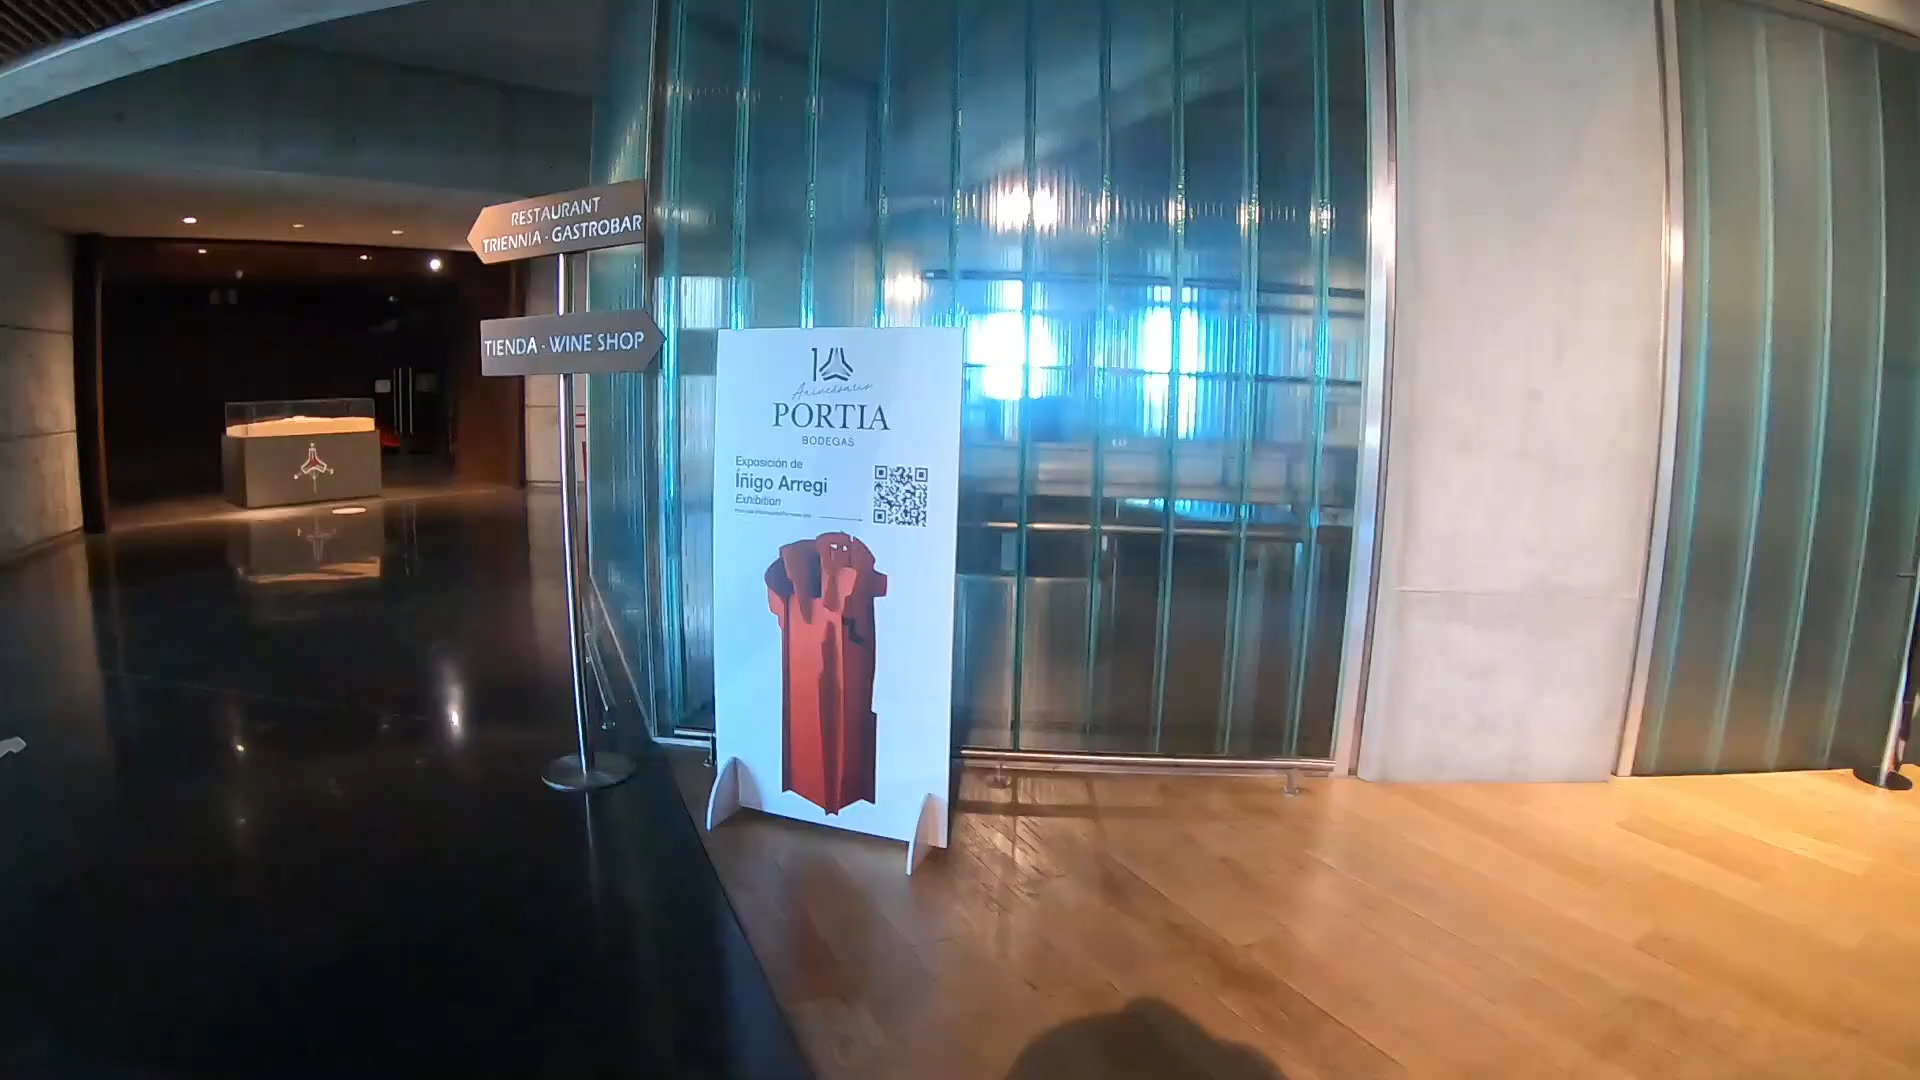 RESTAURANT
TRIENNIA - GASTROBAR
TIENDA - WINE SHOP
10
Aniversario
PORTIA
BODEGAS
Exposición de
Íñigo Arregi
Exhibition